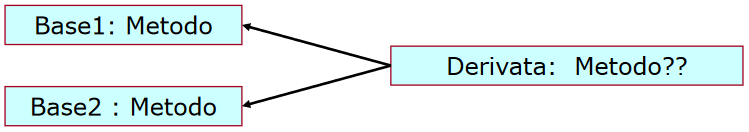 Base1: Metodo
Derivata: Metodo??
Base2 : Metodo